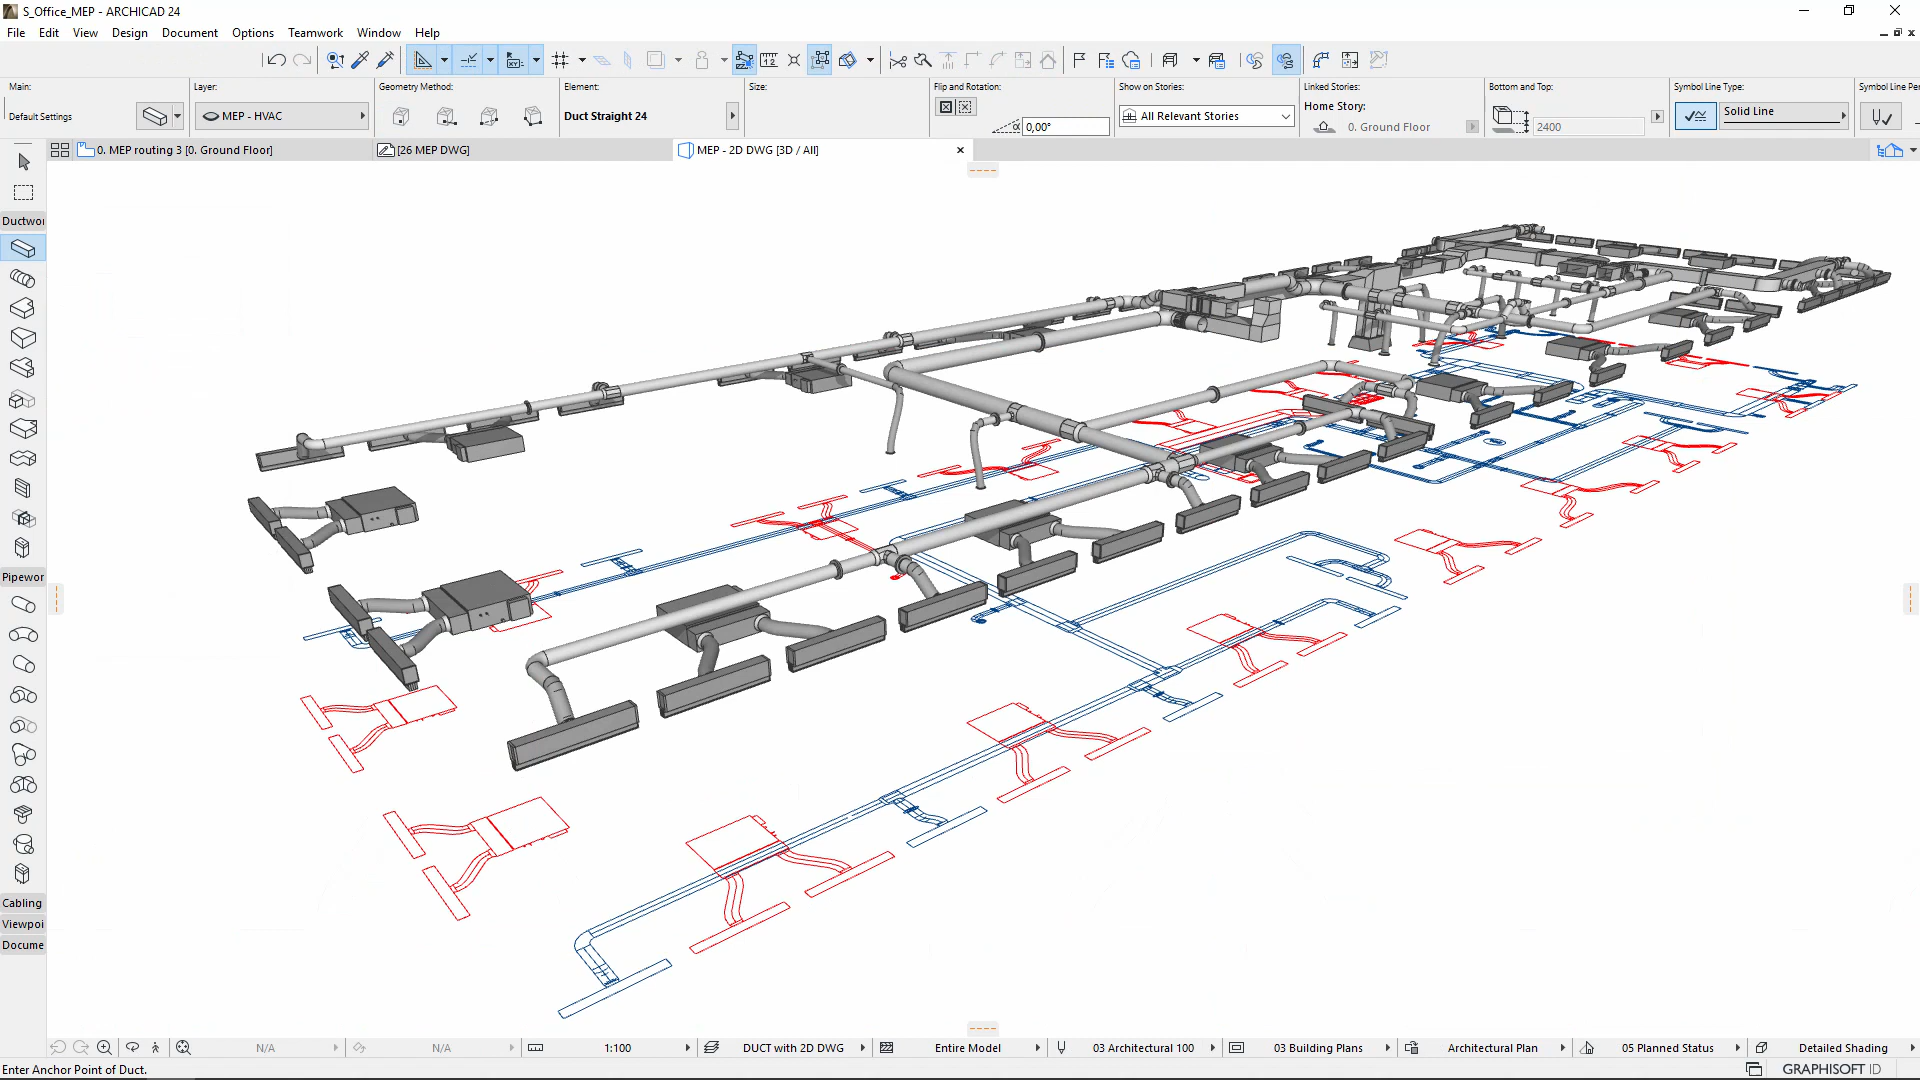 S_Office_MEP - ARCHICAD 24
File Edit View Design Document Options Teamwork Window Help
Main: Layer: Geometry Method: Element: Size: Flip and Rotation: Show on Stories: Linked Stories: Bottom and Top: Symbol Line Type: Symbol Line Pe
Default Settings MEP - HVAC Duct Straight 24 All Relevant Stories Home Story: Solid Line
α 0,00° 0. Ground Floor 2400
0. MEP routing 3 [0. Ground Floor] [26 MEP DWG] MEP - 2D DWG [3D / All]
Ductwor
Pipewor
Cabling
Viewpoi
Docume
N/A N/A 1:100 DUCT with 2D DWG Entire Model 03 Architectural 100 03 Building Plans Architectural Plan 05 Planned Status Detailed Shading
Enter Anchor Point of Duct. GRAPHISOFT ID